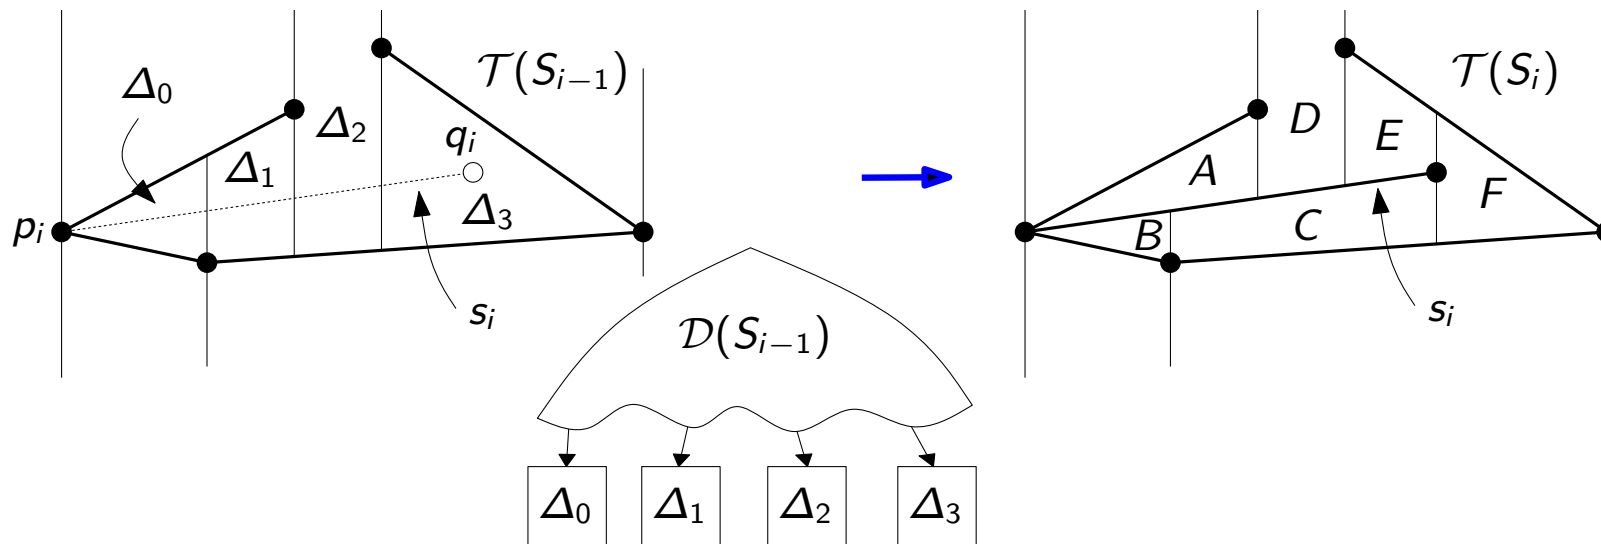 𝒯(S_{i−1})
Δ₀
Δ₂
q_i
Δ₁
Δ₃
p_i
s_i
𝒟(S_{i−1})
Δ₀ Δ₁ Δ₂ Δ₃
𝒯(S_i)
D
E
A
F
B
C
s_i